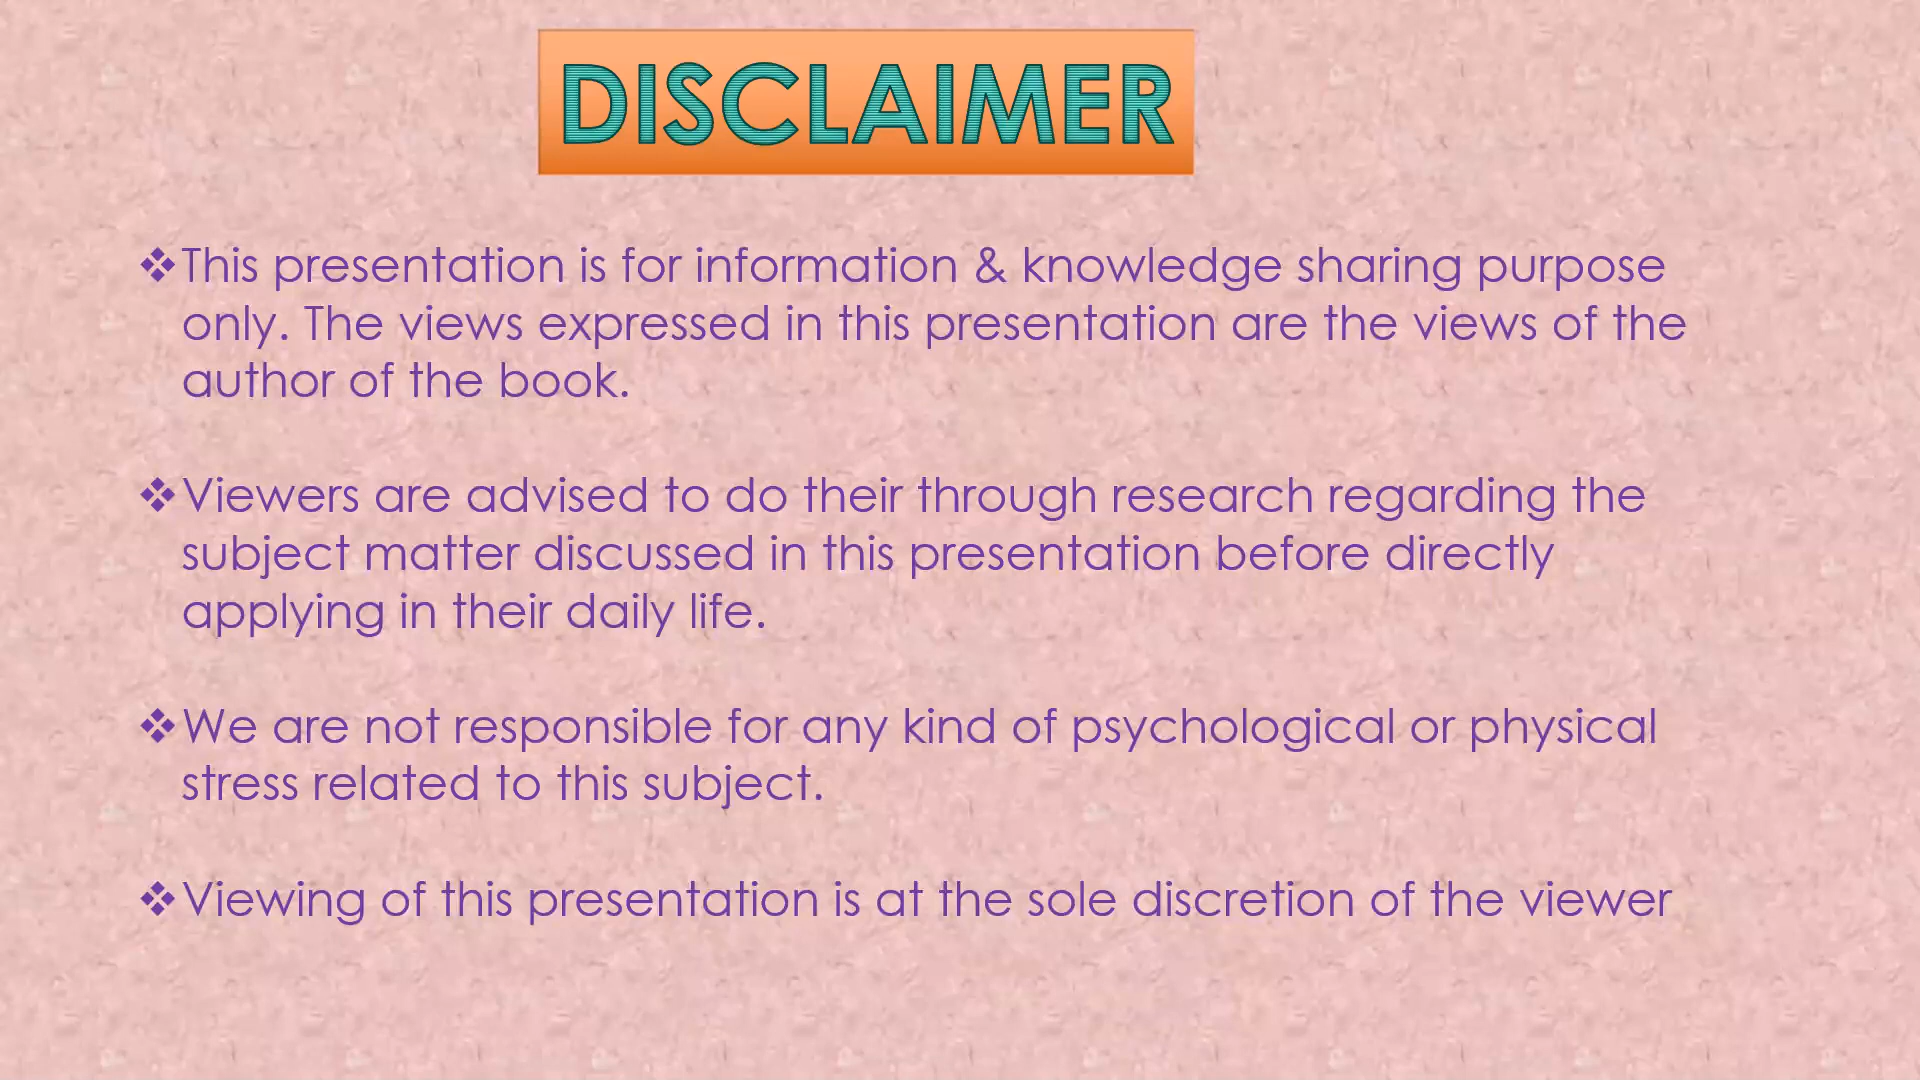 DISCLAIMER
❖This presentation is for information & knowledge sharing purpose
only. The views expressed in this presentation are the views of the
author of the book.
❖Viewers are advised to do their through research regarding the
subject matter discussed in this presentation before directly
applying in their daily life.
❖We are not responsible for any kind of psychological or physical
stress related to this subject.
❖Viewing of this presentation is at the sole discretion of the viewer